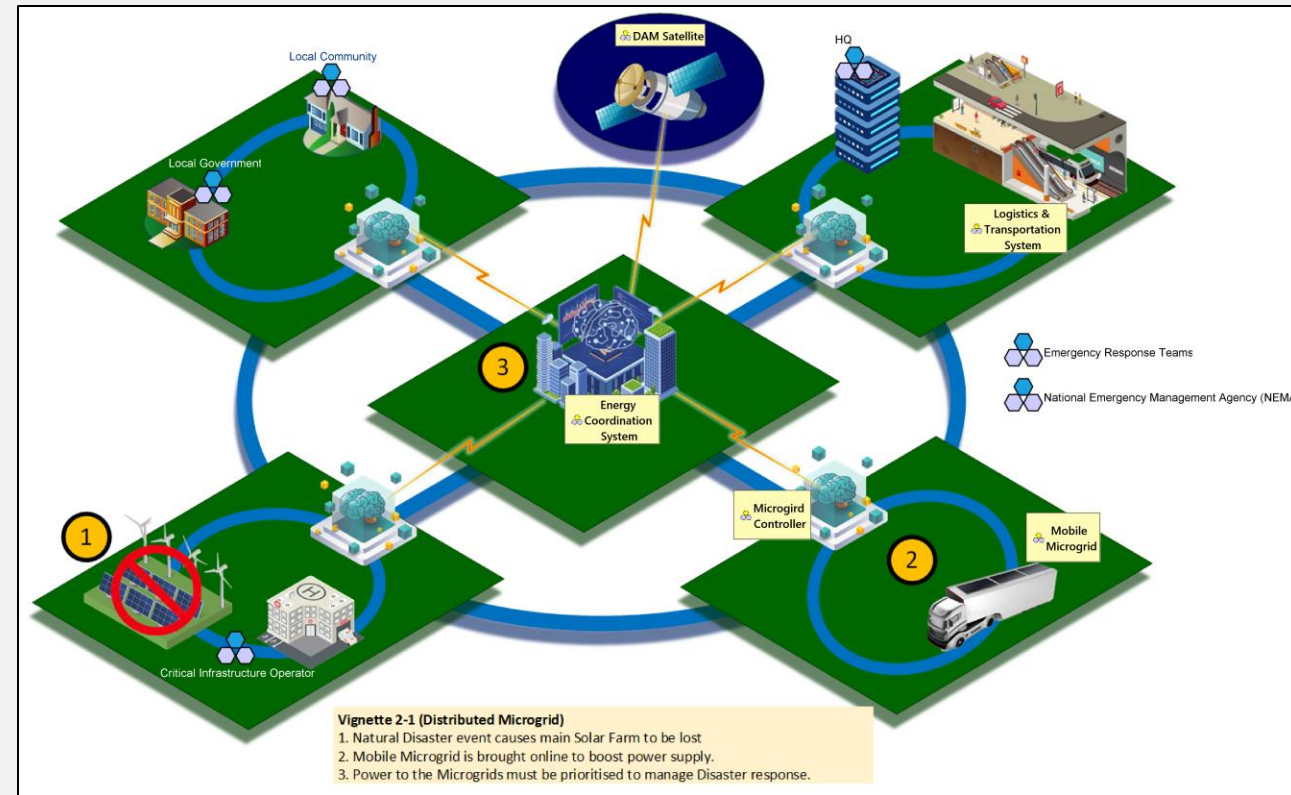 DAM Satellite
HQ
Local Community
Local Government
Logistics &
Transportation
System
3
Energy
Coordination
System
Emergency Response Teams
National Emergency Management Agency (NEMA
1
Microgird
Controller
2
Mobile
Microgrid
H
Critical Infrastructure Operator
Vignette 2-1 (Distributed Microgrid)
1. Natural Disaster event causes main Solar Farm to be lost
2. Mobile Microgrid is brought online to boost power supply.
3. Power to the Microgrids must be prioritised to manage Disaster response.